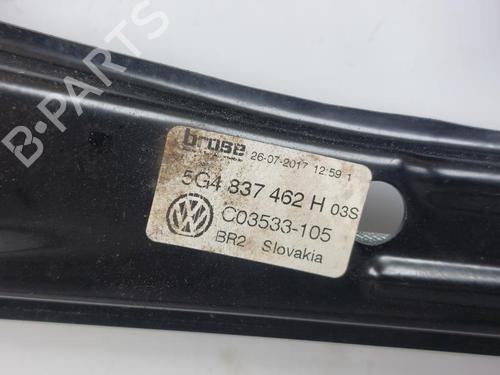 brose 26-07-2017 12:59 1
5G4 837 462 H 03S
C03533-105
BR2 Slovakia
B-PARTS